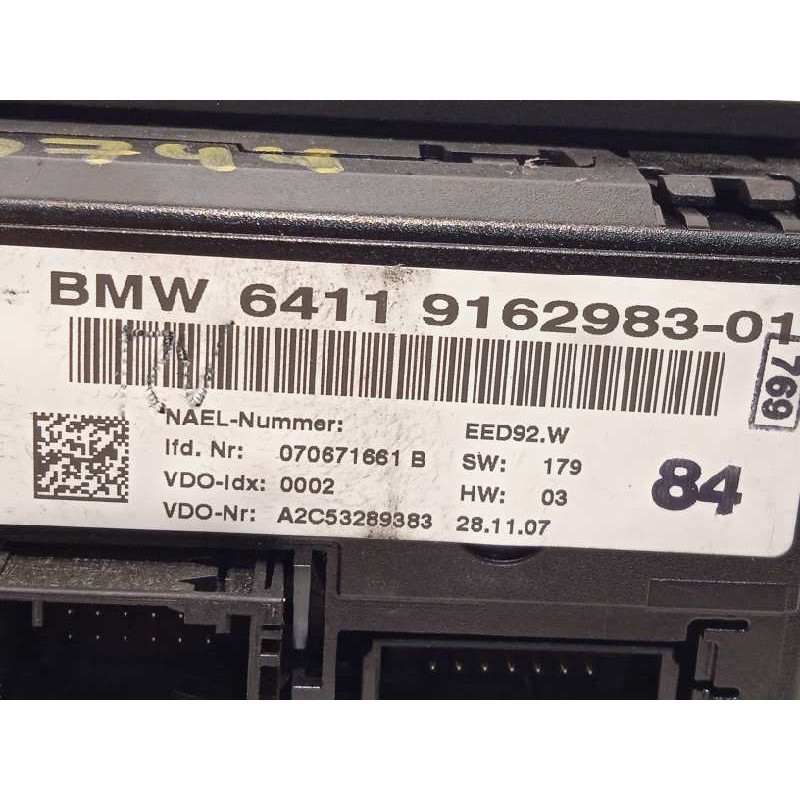 BMW 6411 9162983-01
769
NAEL-Nummer: EED92.W
lfd. Nr: 070671661 B SW: 179
VDO-Idx: 0002 HW: 03
84
VDO-Nr: A2C53289383 28.11.07